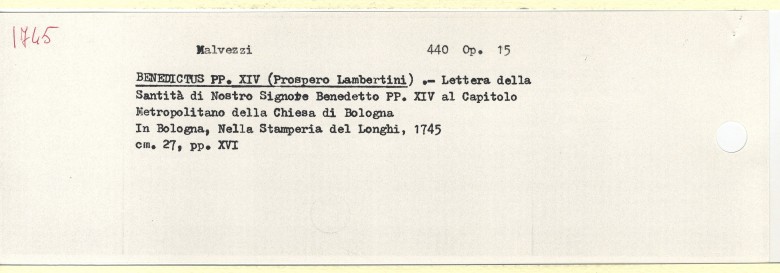 1745
Malvezzi 440 Op. 15
BENEDICTUS PP. XIV (Prospero Lambertini) .- Lettera della
Santità di Nostro Signore Benedetto PP. XIV al Capitolo
Metropolitano della Chiesa di Bologna
In Bologna, Nella Stamperia del Longhi, 1745
cm. 27, pp. XVI